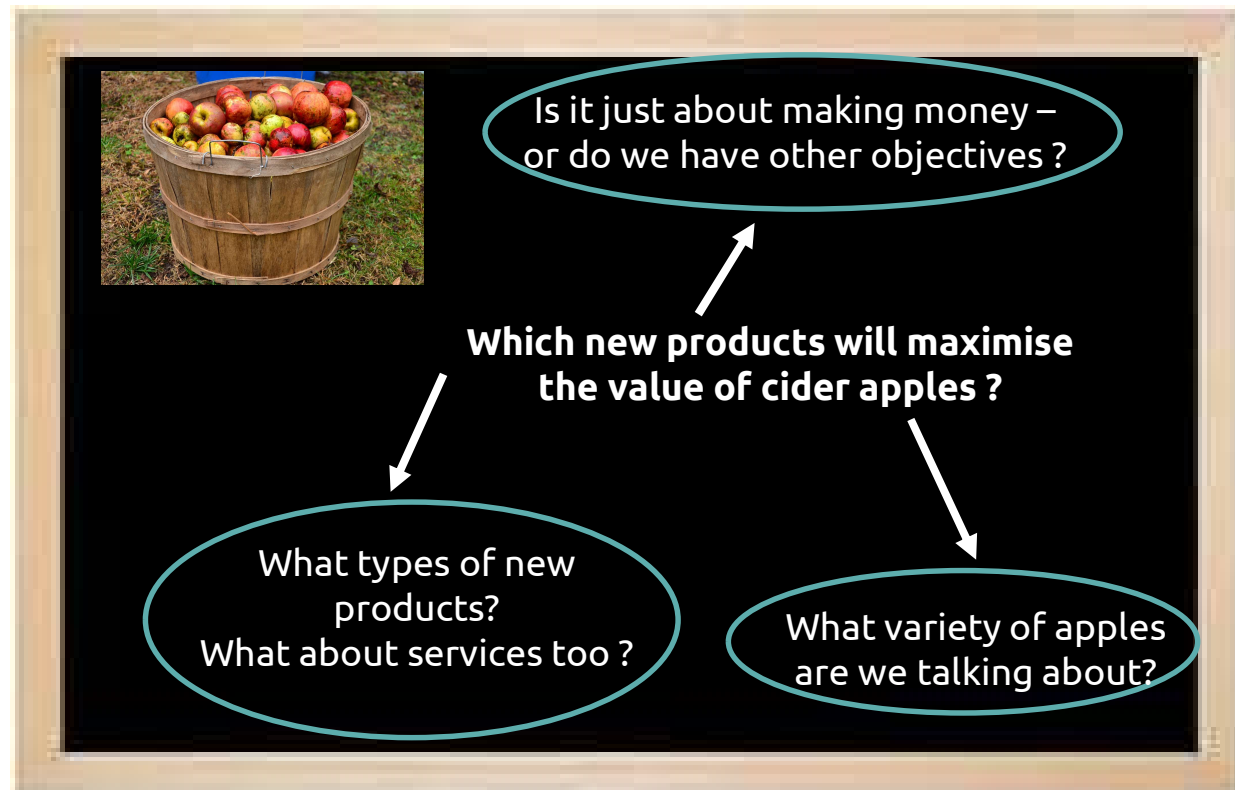 Is it just about making money –
or do we have other objectives ?
Which new products will maximise
the value of cider apples ?
What types of new
products?
What about services too ?
What variety of apples
are we talking about?